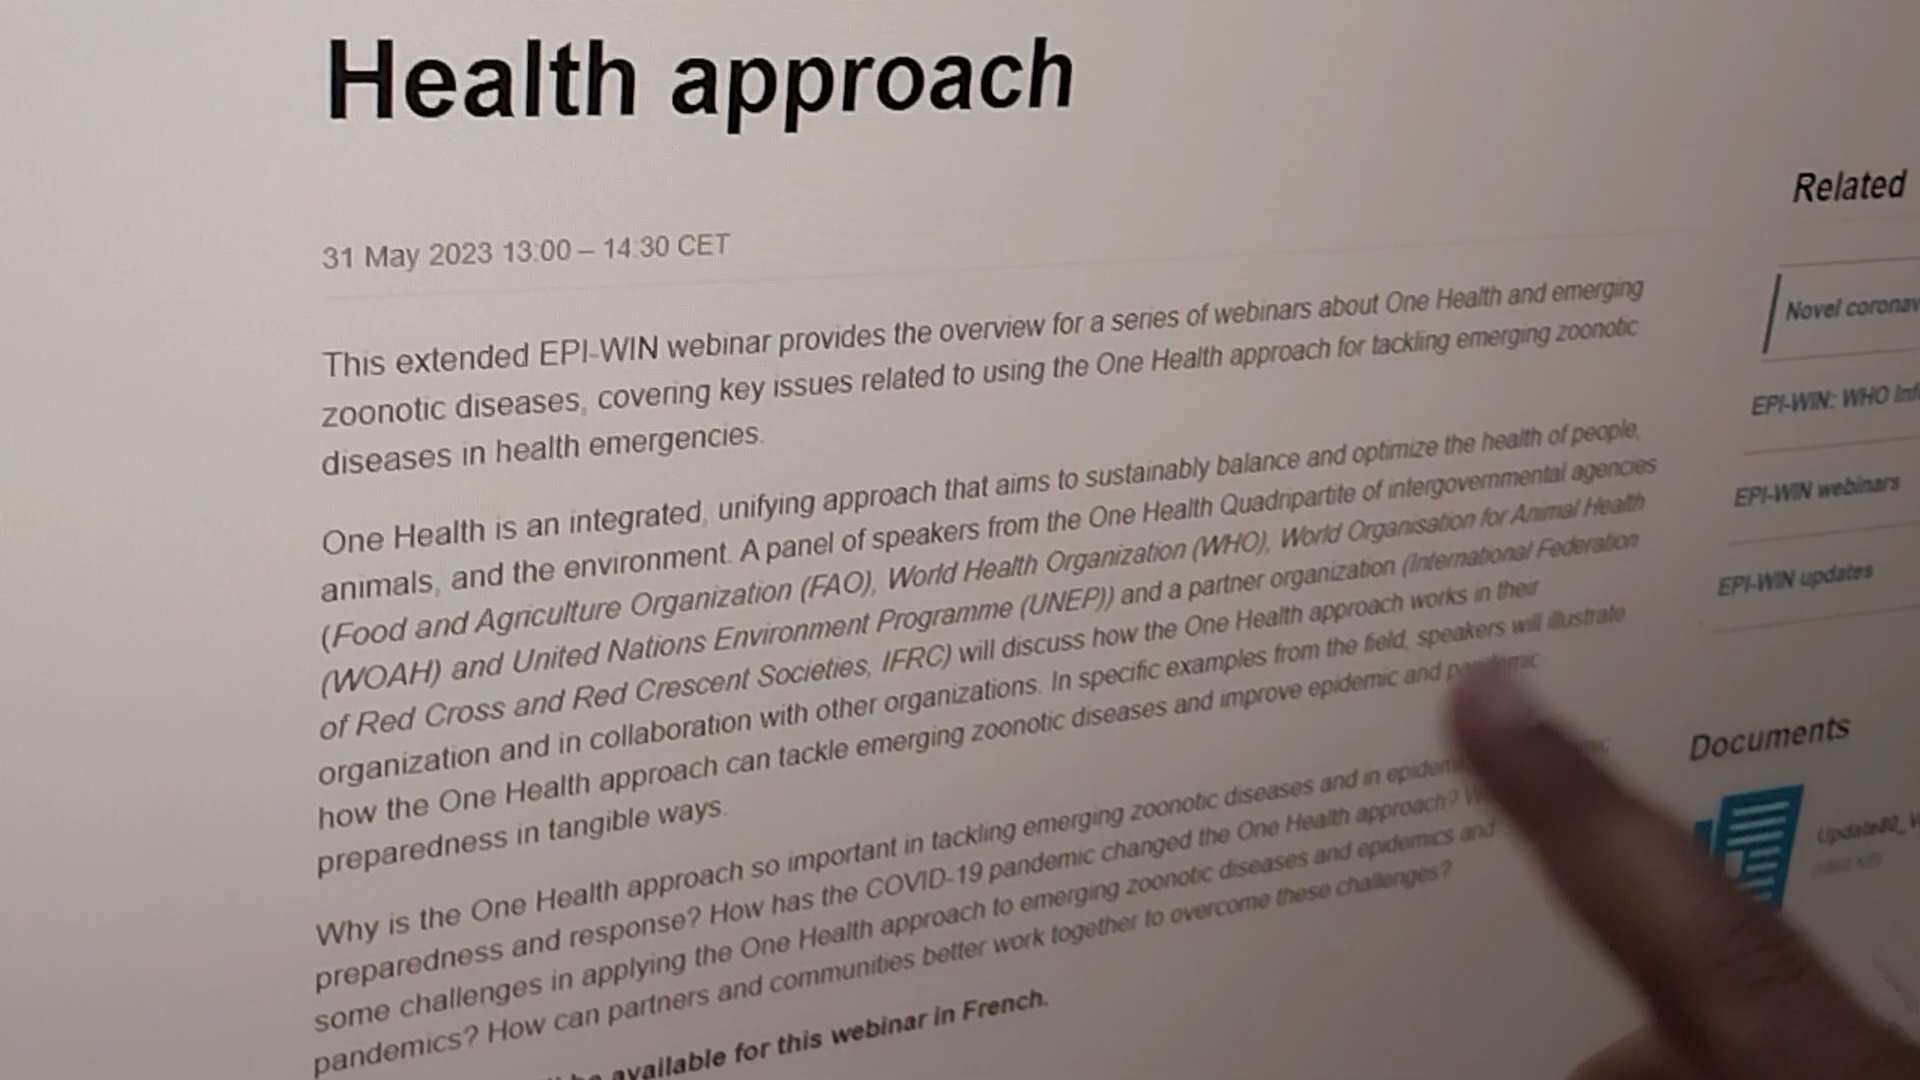 Health approach
31 May 2023 13:00 – 14:30 CET
This extended EPI-WIN webinar provides the overview for a series of webinars about One Health and emerging
zoonotic diseases, covering key issues related to using the One Health approach for tackling emerging zoonotic
diseases in health emergencies.
One Health is an integrated, unifying approach that aims to sustainably balance and optimize the health of people,
animals, and the environment. A panel of speakers from the One Health Quadripartite of intergovernmental agencies
(Food and Agriculture Organization (FAO), World Health Organization (WHO), World Organisation for Animal Health
(WOAH) and United Nations Environment Programme (UNEP)) and a partner organization (International Federation
of Red Cross and Red Crescent Societies, IFRC) will discuss how the One Health approach works in their
organization and in collaboration with other organizations. In specific examples from the field, speakers will illustrate
how the One Health approach can tackle emerging zoonotic diseases and improve epidemic and pandemic
preparedness in tangible ways.
Why is the One Health approach so important in tackling emerging zoonotic diseases and in
preparedness and response? How has the COVID-19 pandemic changed the One Health approach?
some challenges in applying the One Health approach to emerging zoonotic diseases and epidemics and
pandemics? How can partners and communities better work together to overcome these challenges?
available for this webinar in French.
Related
Novel coronav
EPI-WIN: WHO Inf
EPI-WIN webinars
EPI-WIN updates
Documents
Update80_V